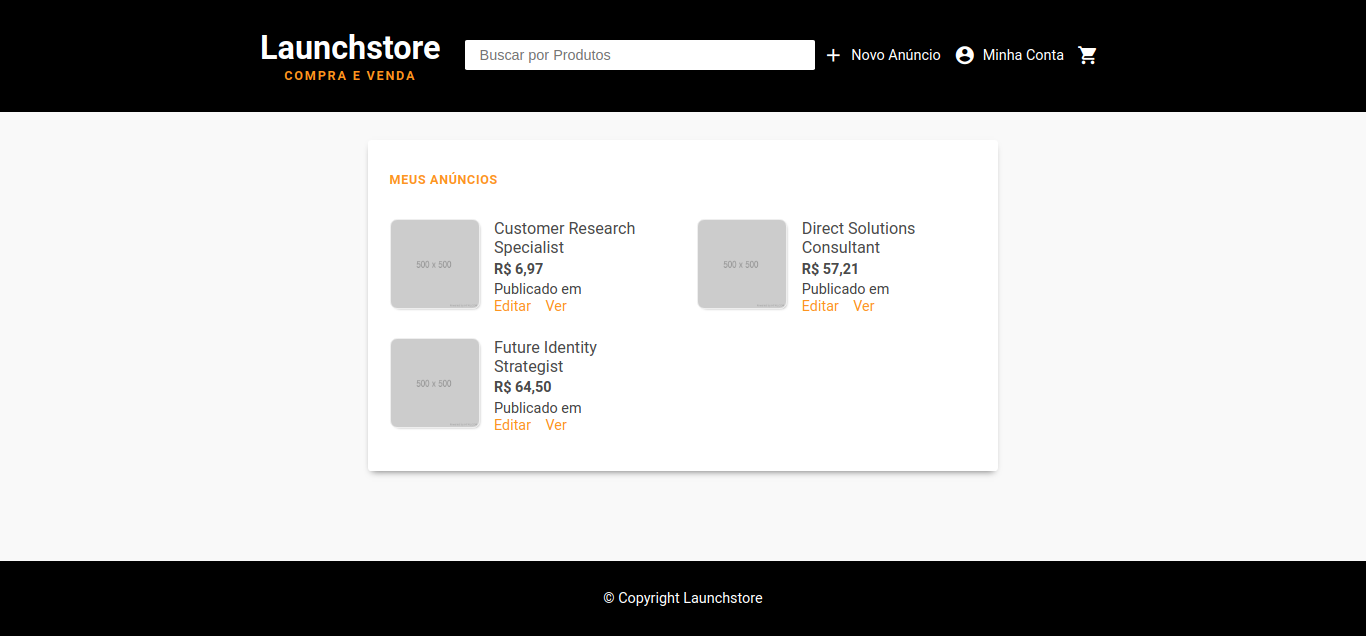 Launchstore
COMPRA E VENDA
Buscar por Produtos
Novo Anúncio
Minha Conta
MEUS ANÚNCIOS
500 x 500
Customer Research
Specialist
R$ 6,97
Publicado em
Editar Ver
500 x 500
Direct Solutions
Consultant
R$ 57,21
Publicado em
Editar Ver
500 x 500
Future Identity
Strategist
R$ 64,50
Publicado em
Editar Ver
© Copyright Launchstore